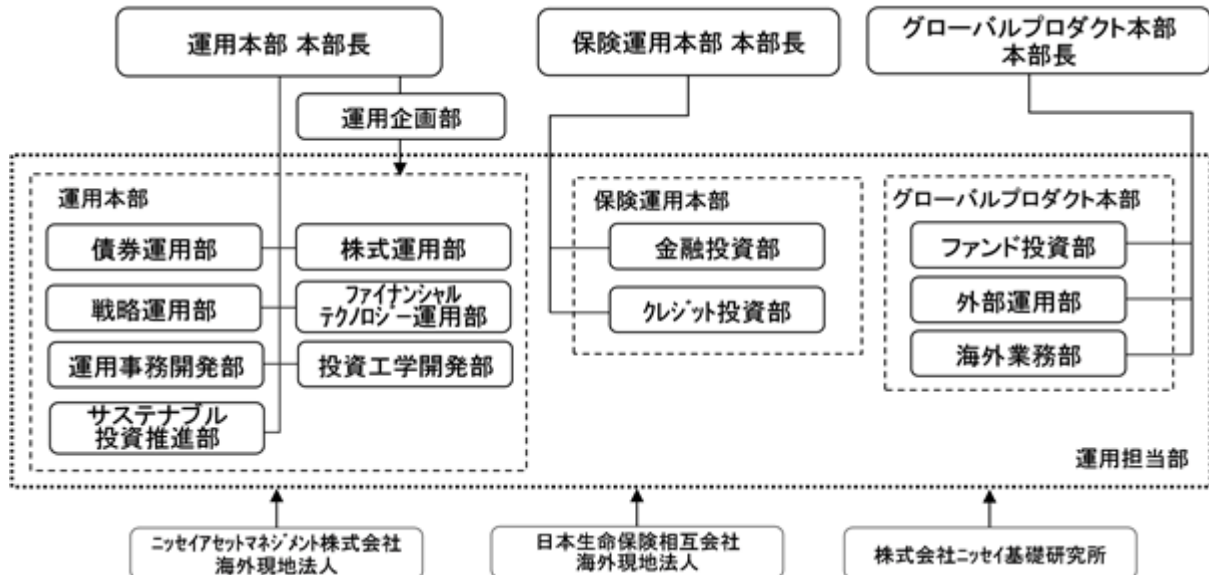 運用本部 本部長
保険運用本部 本部長
グローバルプロダクト本部
本部長
運用企画部
運用本部
債券運用部
株式運用部
戦略運用部
ファイナンシャル
テクノロジー運用部
運用事務開発部
投資工学開発部
サステナブル
投資推進部
保険運用本部
金融投資部
クレジット投資部
グローバルプロダクト本部
ファンド投資部
外部運用部
海外業務部
運用担当部
ニッセイアセットマネジメント株式会社
海外現地法人
日本生命保険相互会社
海外現地法人
株式会社ニッセイ基礎研究所